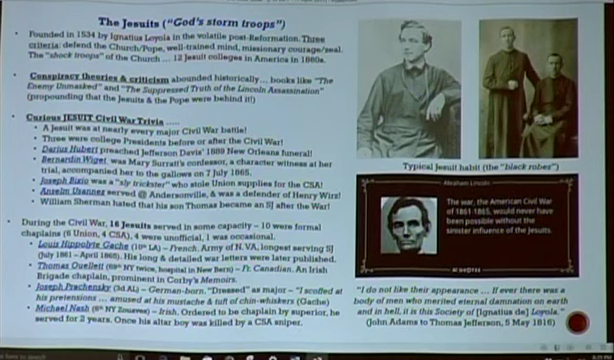 The Jesuits ("God's storm troops")
• Founded in 1534 by Ignatius Loyola in the volatile post-Reformation. Three
criteria: defend the Church/Pope, well-trained mind, missionary courage/zeal.
The "shock troops" of the Church … 12 Jesuit colleges in America in 1860s.
• Conspiracy theories & criticism abounded historically… books like "The
Enemy Unmasked" and "The Suppressed Truth of the Lincoln Assassination"
(propounding that the Jesuits & the Pope were behind it!)
• Curious JESUIT Civil War Trivia ….
• A Jesuit was at nearly every major Civil War battle!
• Three were college Presidents before or after the Civil War!
• Darius Hubert preached Jefferson Davis' 1889 New Orleans funeral!
• Bernardin Wiget was Mary Surratt's confessor, a character witness at her
trial, accompanied her to the gallows on 7 July 1865.
• Joseph Bixio was a "sly trickster" who stole Union supplies for the CSA!
• Anselm Usannez served @ Andersonville, & was a defender of Henry Wirz!
• William Sherman hated that his son Thomas became an SJ after the War!
• During the Civil War, 16 Jesuits served in some capacity – 10 were formal
chaplains (6 Union, 4 CSA), 4 were unofficial, 1 was occasional.
• Louis Hippolyte Gache (10th LA) – French. Army of N. VA, longest serving SJ
(July 1861 – April 1865). His long & detailed war letters were later published.
• Thomas Ouellett (69th NY twice, hospital in New Bern) – Fr. Canadian. An Irish
Brigade chaplain, prominent in Corby's Memoirs.
• Joseph Prachensky (3d AL) – German-born. "Dressed" as major – "I scoffed at
his pretensions … amused at his mustache & tuft of chin-whiskers (Gache)
• Michael Nash (6th NY Zouaves) – Irish. Ordered to be chaplain by superior, he
served for 2 years. Once his altar boy was killed by a CSA sniper.
Typical Jesuit habit (the "black robes")
Abraham Lincoln
The war, the American Civil War
of 1861-1865, would never have
been possible without the
sinister influence of the Jesuits.
AZ QUOTES
"I do not like their appearance … If ever there was a
body of men who merited eternal damnation on earth
and in hell, it is this Society of [Ignatius de] Loyola."
(John Adams to Thomas Jefferson, 5 May 1816)